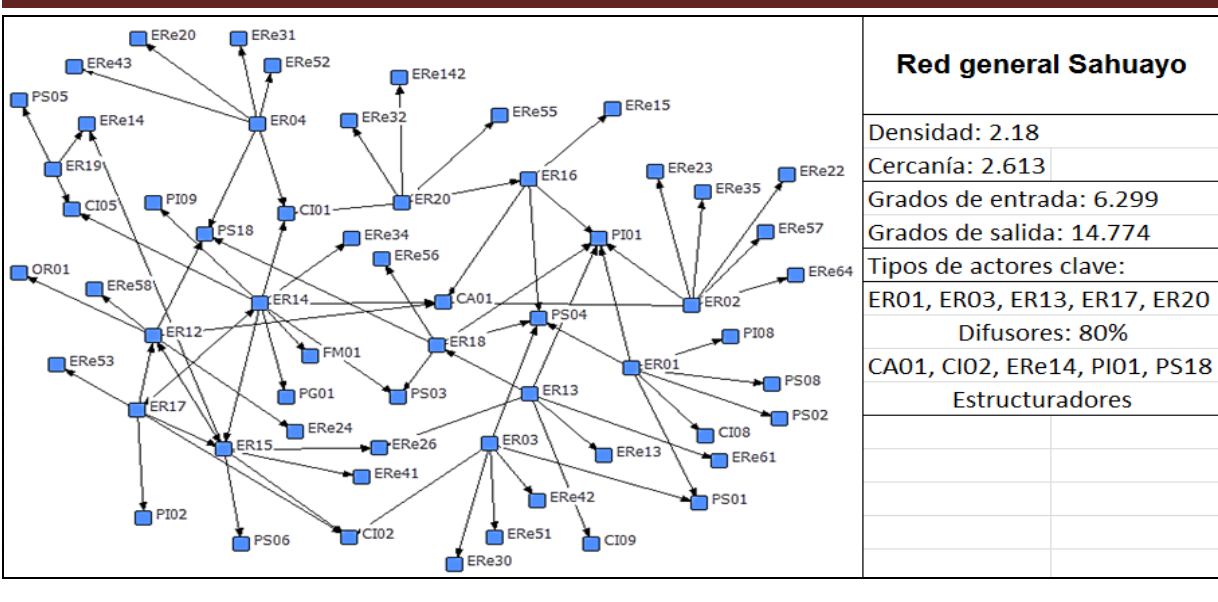 ERe20
ERe31
ERe43
ERe52
ERe142
PS05
ERe14
ER04
ERe32
ERe55
ERe15
ER19
ERe23
ERe22
ER16
ERe35
CI05
PI09
CI01
ER20
PS18
ERe34
PI01
ERe57
OR01
ERe56
ERe64
ERe58
ER14
CA01
ER02
PS04
ER12
ER18
PI08
FM01
ERe53
ER01
PG01
PS03
ER13
PS08
ER17
PS02
ERe24
CI08
ER15
ERe26
ER03
ERe13
ERe61
ERe41
ERe42
PS01
PI02
PS06
CI02
ERe51
CI09
ERe30
Red general Sahuayo
Densidad: 2.18
Cercanía: 2.613
Grados de entrada: 6.299
Grados de salida: 14.774
Tipos de actores clave:
ER01, ER03, ER13, ER17, ER20
Difusores: 80%
CA01, CI02, ERe14, PI01, PS18
Estructuradores